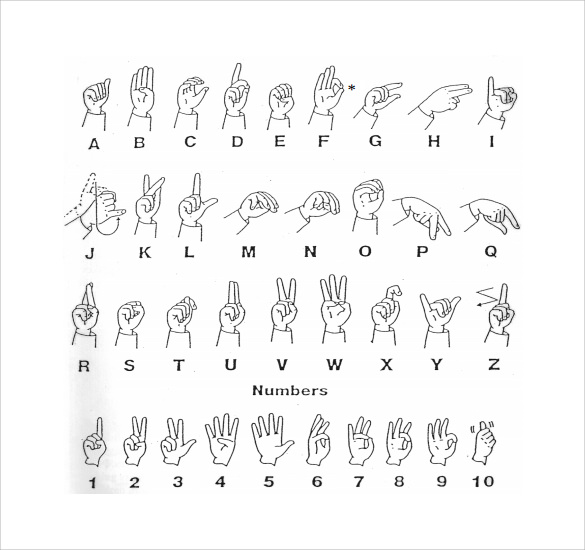 A B C D E F * G H I
J K L M N O P Q
R S T U V W X Y Z
Numbers
1 2 3 4 5 6 7 8 9 10